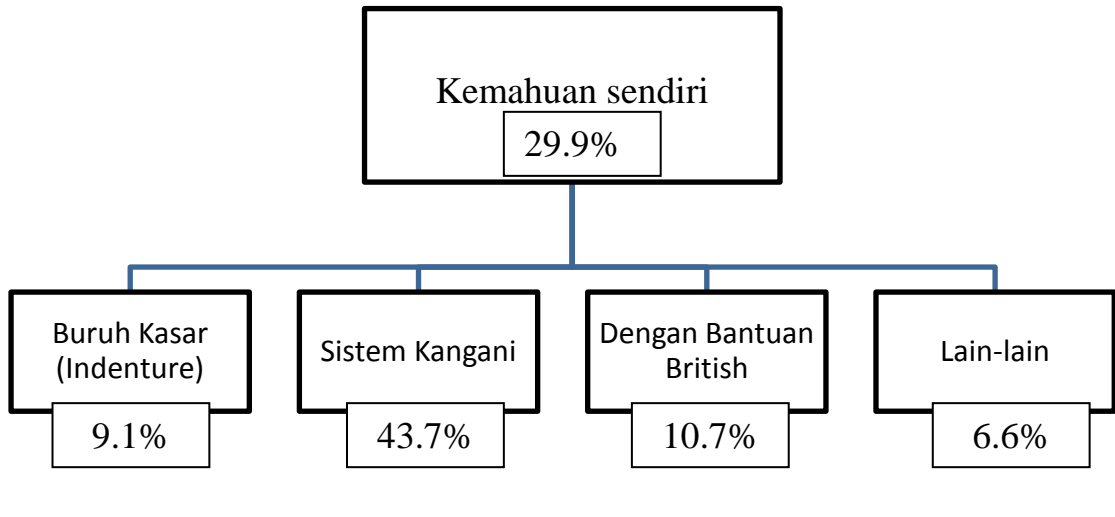 Kemahuan sendiri
29.9%
Buruh Kasar
(Indenture)
9.1%
Sistem Kangani
43.7%
Dengan Bantuan
British
10.7%
Lain-lain
6.6%